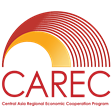 CAREC
Central Asia Regional Economic Cooperation Program